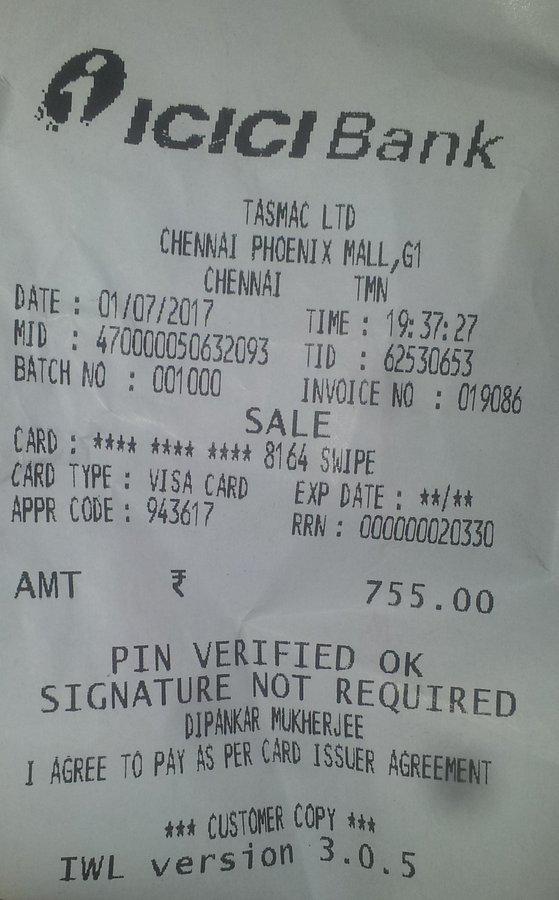 ICICI Bank
TASMAC LTD
CHENNAI PHOENIX MALL,G1
CHENNAI TMN
DATE : 01/07/2017 TIME : 19:37:27
MID : 470000050632093 TID : 62530653
BATCH NO : 001000 INVOICE NO : 019086
SALE
CARD : **** **** **** 8164 SWIPE
CARD TYPE : VISA CARD EXP DATE : **/**
APPR CODE : 943617 RRN : 000000020330
AMT ₹ 755.00
PIN VERIFIED OK
SIGNATURE NOT REQUIRED
DIPANKAR MUKHERJEE
I AGREE TO PAY AS PER CARD ISSUER AGREEMENT
*** CUSTOMER COPY ***
IWL version 3.0.5